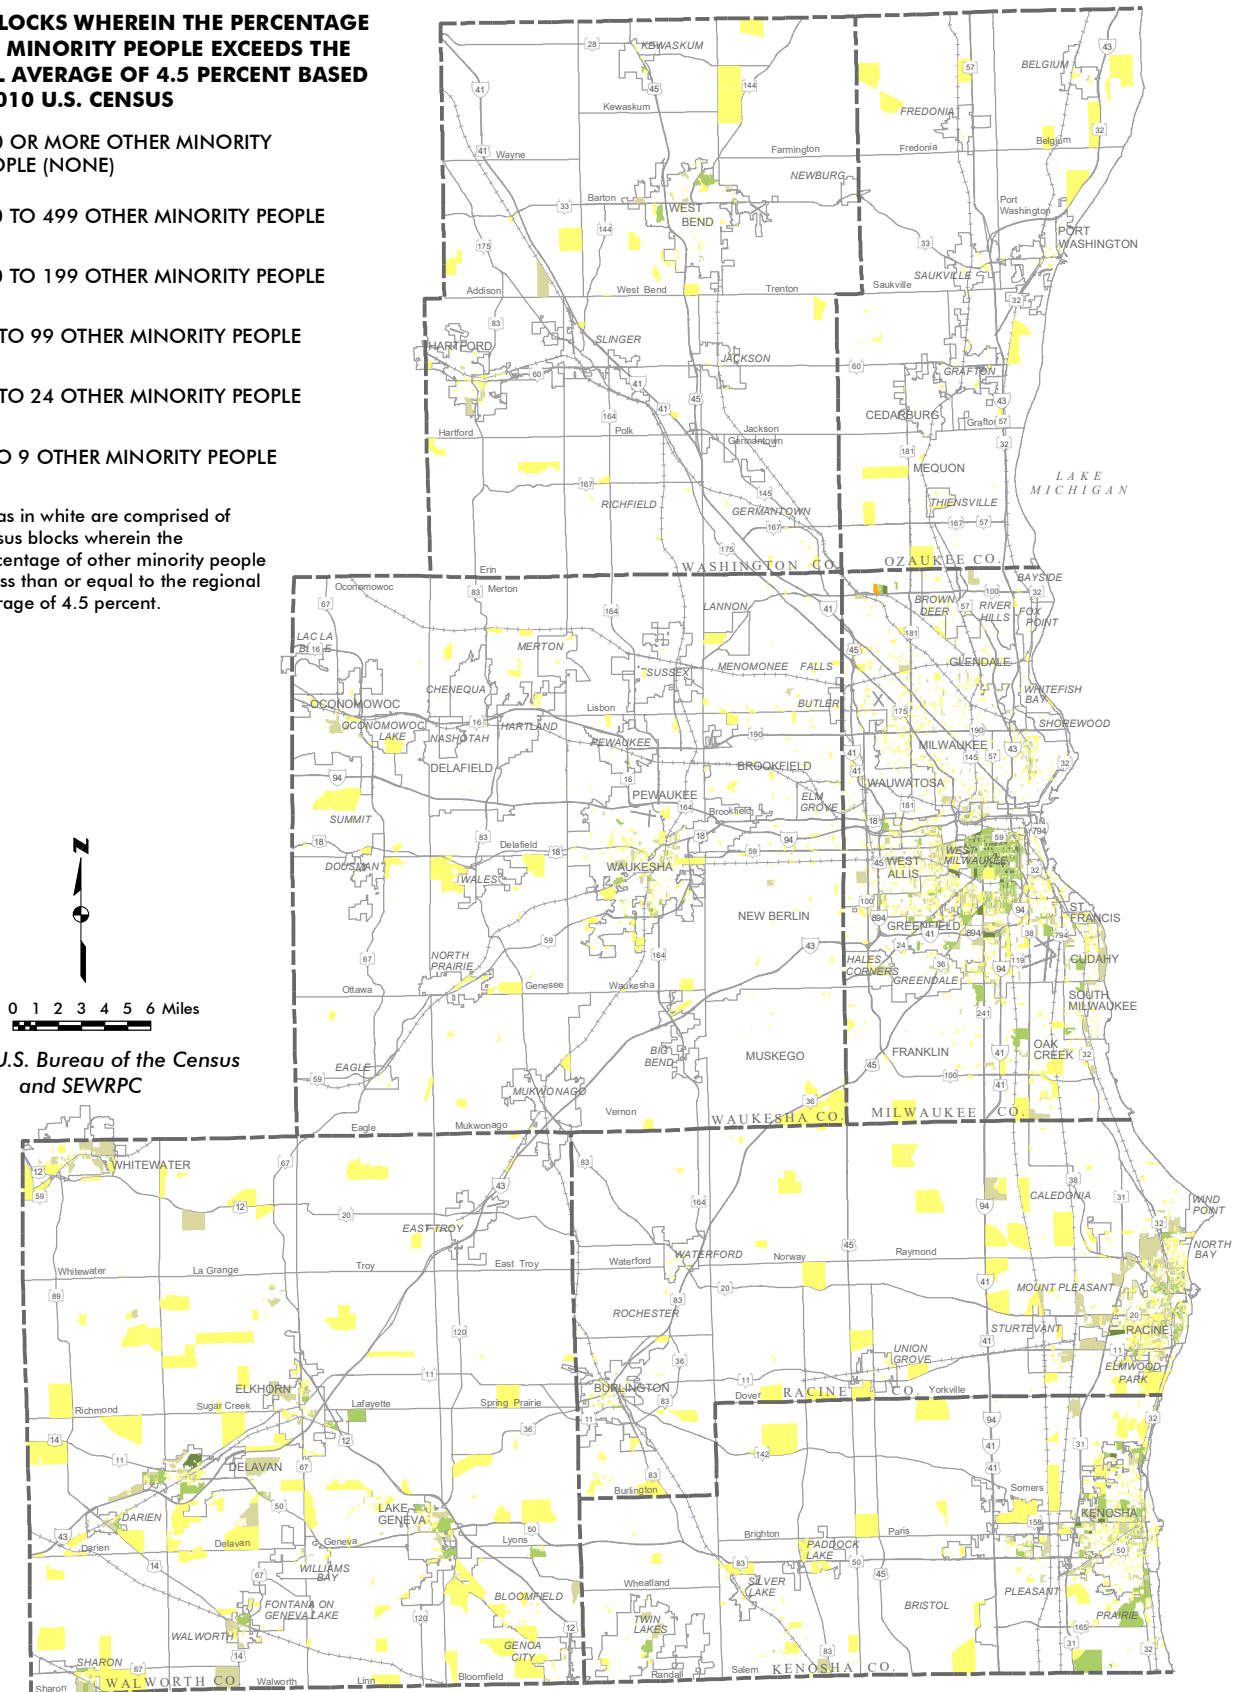 LOCKS WHEREIN THE PERCENTAGE
MINORITY PEOPLE EXCEEDS THE
AVERAGE OF 4.5 PERCENT BASED
010 U.S. CENSUS
OR MORE OTHER MINORITY
OPLE (NONE)
TO 499 OTHER MINORITY PEOPLE
TO 199 OTHER MINORITY PEOPLE
TO 99 OTHER MINORITY PEOPLE
TO 24 OTHER MINORITY PEOPLE
O 9 OTHER MINORITY PEOPLE
as in white are comprised of
sus blocks wherein the
centage of other minority people
ess than or equal to the regional
rage of 4.5 percent.
N
0 1 2 3 4 5 6 Miles
U.S. Bureau of the Census
and SEWRPC
KEWASKUM
Kewaskum
Wayne
Farmington
Fredonia
FREDONIA
BELGIUM
Belgium
NEWBURG
Barton
WEST
BEND
Port
Washington
PORT
WASHINGTON
SAUKVILLE
Saukville
Addison
West Bend
Trenton
HARTFORD
SLINGER
JACKSON
GRAFTON
CEDARBURG
Grafton
Hartford
Polk
Jackson
Germantown
MEQUON
LAKE
MICHIGAN
THIENSVILLE
RICHFIELD
GERMANTOWN
Erin
WASHINGTON CO.
OZAUKEE CO.
BAYSIDE
Oconomowoc
Merton
LANNON
BROWN
DEER
RIVER
HILLS
FOX
POINT
LAC LA
MERTON
SUSSEX
MENOMONEE FALLS
GLENDALE
CHENEQUA
WHITEFISH
BAY
OCONOMOWOC
OCONOMOWOC
LAKE
NASHOTAH
HARTLAND
Lisbon
BUTLER
SHOREWOOD
PEWAUKEE
MILWAUKEE
DELAFIELD
BROOKFIELD
WAUWATOSA
PEWAUKEE
ELM
GROVE
Brookfield
SUMMIT
Delafield
DOUSMAN
WALES
WAUKESHA
WEST
ALLIS
WEST
MILWAUKEE
NEW BERLIN
ST.
FRANCIS
GREENFIELD
NORTH
PRAIRIE
HALES
CORNERS
GREENDALE
CUDAHY
Ottawa
Genesee
Waukesha
SOUTH
MILWAUKEE
EAGLE
BIG
BEND
MUSKEGO
FRANKLIN
OAK
CREEK
MUKWONAGO
Vernon
Eagle
Mukwonago
WAUKESHA CO.
MILWAUKEE CO.
WHITEWATER
CALEDONIA
WIND
POINT
EAST TROY
NORTH
BAY
Whitewater
La Grange
Troy
East Troy
Waterford
WATERFORD
Norway
Raymond
MOUNT PLEASANT
ROCHESTER
STURTEVANT
RACINE
UNION
GROVE
ELMWOOD
PARK
ELKHORN
BURLINGTON
Dover
RACINE CO.
Yorkville
Richmond
Sugar Creek
Lafayette
Spring Prairie
DELAVAN
Burlington
Somers
LAKE
GENEVA
KENOSHA
DARIEN
Darien
Delavan
Geneva
Lyons
Brighton
Paris
PADDOCK
LAKE
WILLIAMS
BAY
Wheatland
SILVER
LAKE
PLEASANT
PRAIRIE
BLOOMFIELD
FONTANA ON
GENEVA LAKE
TWIN
LAKES
BRISTOL
WALWORTH
GENOA
CITY
SHARON
Sharon
WALWORTH CO.
Walworth
Linn
Bloomfield
Randall
Salem
KENOSHA CO.